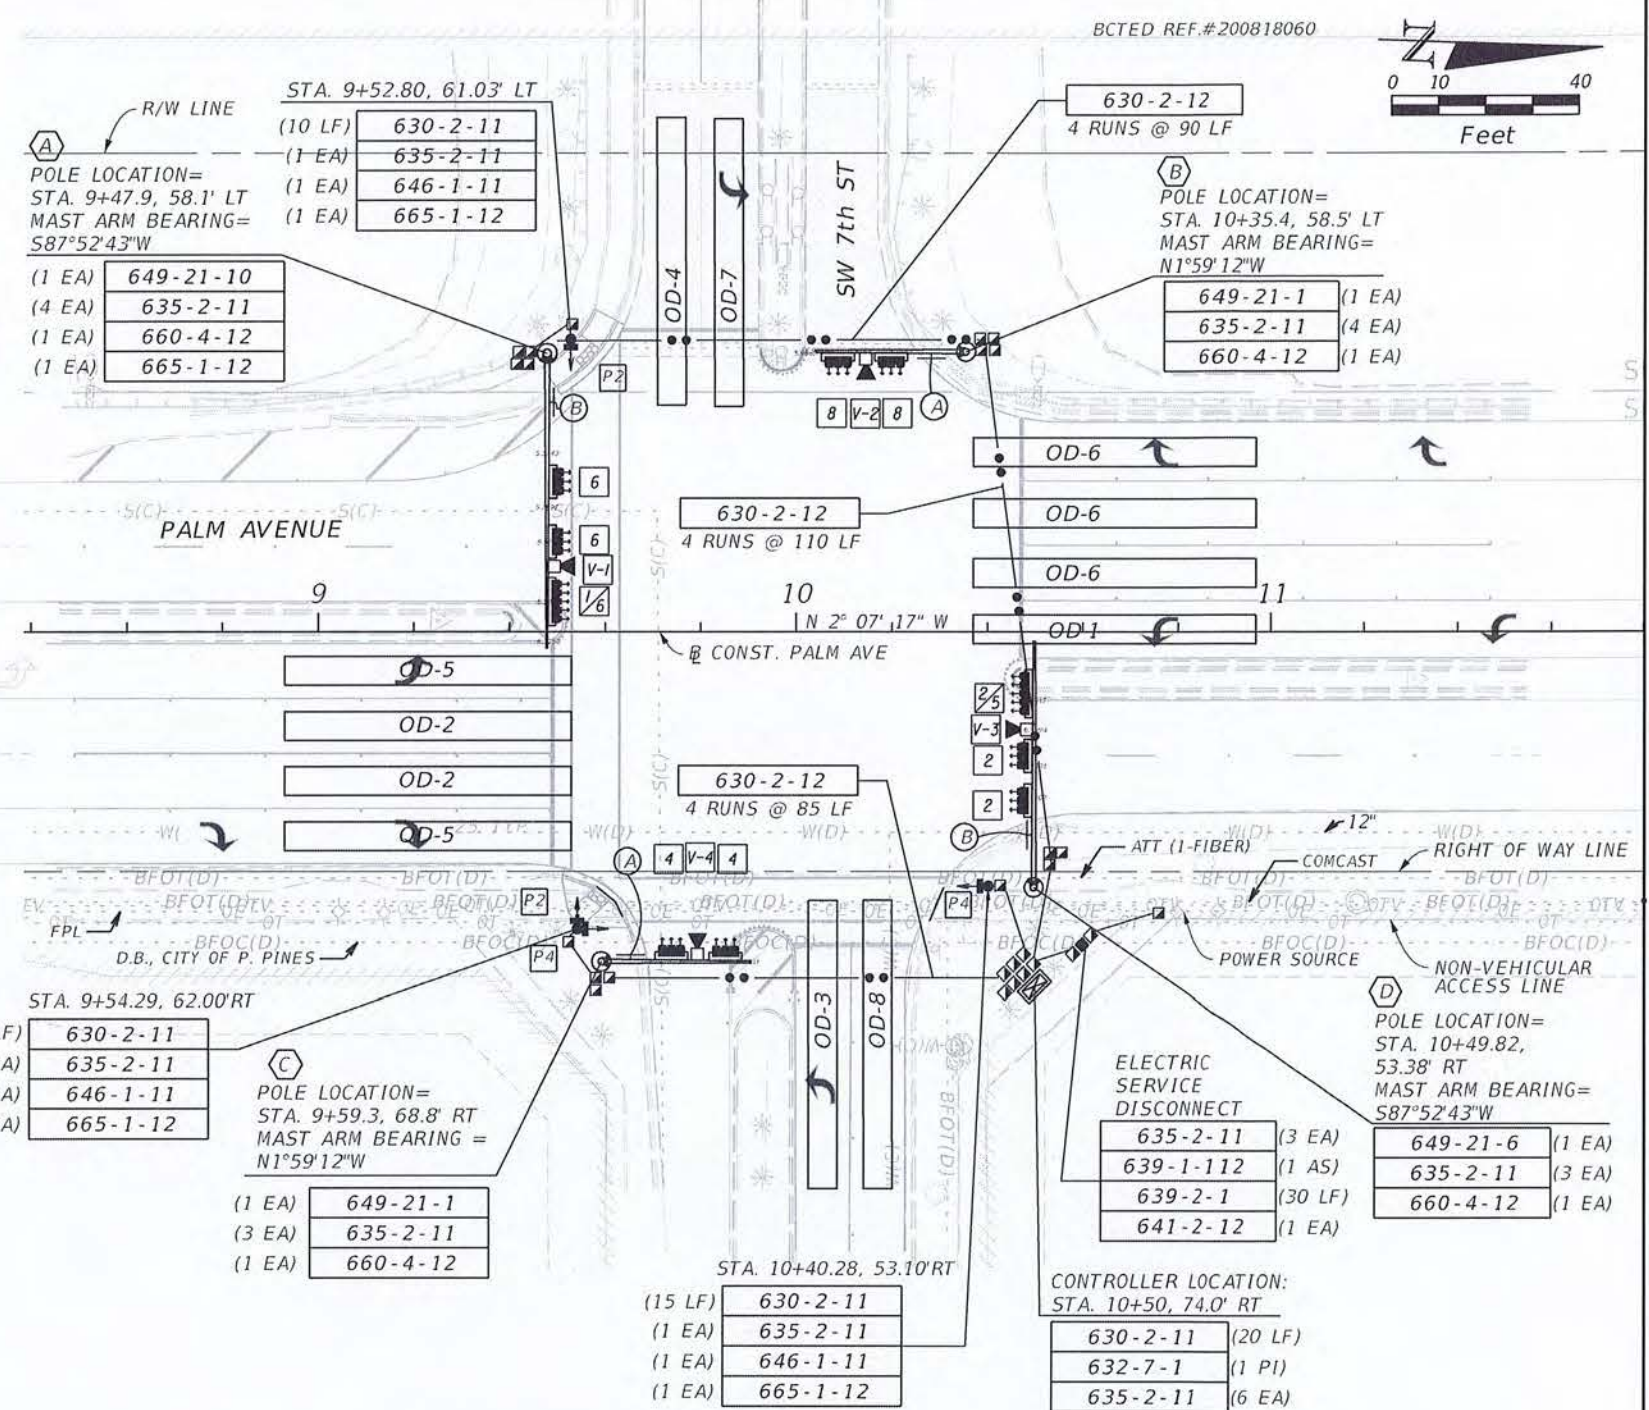 BCTED REF.#200818060
0 10 40
Feet
R/W LINE
STA. 9+52.80, 61.03' LT
(10 LF) 630-2-11
(1 EA) 635-2-11
(1 EA) 646-1-11
(1 EA) 665-1-12
A
POLE LOCATION=
STA. 9+47.9, 58.1' LT
MAST ARM BEARING=
S87°52'43"W
(1 EA) 649-21-10
(4 EA) 635-2-11
(1 EA) 660-4-12
(1 EA) 665-1-12
630-2-12
4 RUNS @ 90 LF
B
POLE LOCATION=
STA. 10+35.4, 58.5' LT
MAST ARM BEARING=
N1°59'12"W
649-21-1 (1 EA)
635-2-11 (4 EA)
660-4-12 (1 EA)
OD-4
OD-7
SW 7th ST
P2
B
8 V-2 8
A
S
S
6
6
V-1
1/6
S(C) S(C) S(C)
PALM AVENUE
630-2-12
4 RUNS @ 110 LF
S(C)
OD-6
OD-6
OD-6
OD-1
9
10
11
N 2° 07' 17" W
BL CONST. PALM AVE
OD-5
OD-2
OD-2
OD-5
2/5
V-3
2
2
S(C)
630-2-12
4 RUNS @ 85 LF
W(D) W(D) W(D) W(D)
12"
B
A
4 V-4 4
ATT (1-FIBER)
COMCAST
RIGHT OF WAY LINE
BFOT(D) BFOT(D) BFOT(D) BFOT(D) BFOT(D)
BFOT(D) BFOT(D) BFOT(D) BFOT(D)
P2
P4
P4
FPL
BFOC(D) BFOC(D) BFOC(D) BFOC(D)
D.B., CITY OF P. PINES
POWER SOURCE
NON-VEHICULAR
ACCESS LINE
OD-3
OD-8
BFOT(D)
STA. 9+54.29, 62.00'RT
F) 630-2-11
A) 635-2-11
A) 646-1-11
A) 665-1-12
C
POLE LOCATION=
STA. 9+59.3, 68.8' RT
MAST ARM BEARING =
N1°59'12"W
(1 EA) 649-21-1
(3 EA) 635-2-11
(1 EA) 660-4-12
D
POLE LOCATION=
STA. 10+49.82,
53.38' RT
MAST ARM BEARING=
S87°52'43"W
649-21-6 (1 EA)
635-2-11 (3 EA)
660-4-12 (1 EA)
ELECTRIC
SERVICE
DISCONNECT
635-2-11 (3 EA)
639-1-112 (1 AS)
639-2-1 (30 LF)
641-2-12 (1 EA)
STA. 10+40.28, 53.10'RT
(15 LF) 630-2-11
(1 EA) 635-2-11
(1 EA) 646-1-11
(1 EA) 665-1-12
CONTROLLER LOCATION:
STA. 10+50, 74.0' RT
630-2-11 (20 LF)
632-7-1 (1 PI)
635-2-11 (6 EA)